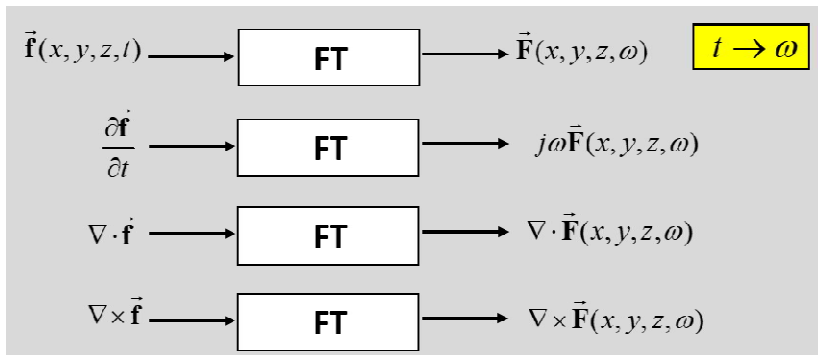 f⃗(x, y, z, t) FT F⃗(x, y, z, ω) t → ω
∂f⃗/∂t FT jωF⃗(x, y, z, ω)
∇·f⃗ FT ∇·F⃗(x, y, z, ω)
∇×f⃗ FT ∇×F⃗(x, y, z, ω)